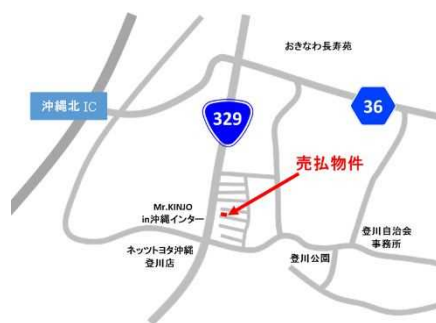 おきなわ長寿苑
沖縄北 IC
36
329
売払物件
Mr.KINJO
in沖縄インター
ネッツトヨタ沖縄
登川店
登川自治会
事務所
登川公園